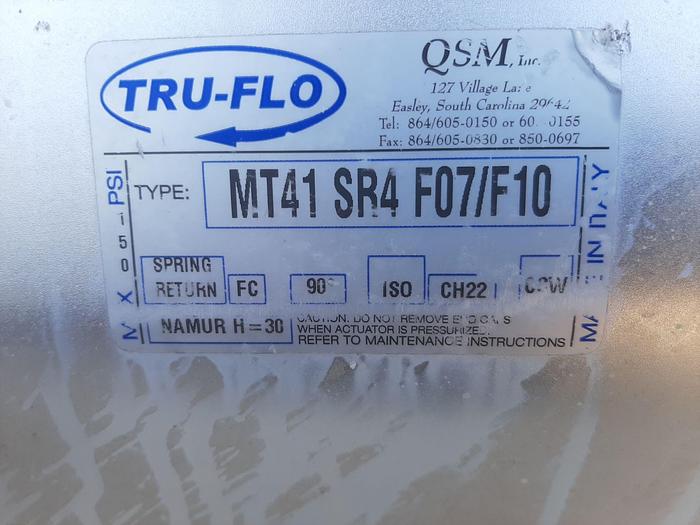 TRU-FLO
QSM, Inc.
127 Village
Easley, South Carolina
Tel: 864/605-0150 or
Fax: 864/605-0830 or 850-0697
PSI
150
TYPE: MT41 SR4 F07/F10
SPRING
RETURN FC 90° ISO CH22
NAMUR H=30
CAUTION: DO NOT REMOVE
WHEN ACTUATOR IS PRESSURIZED.
REFER TO MAINTENANCE INSTRUCTIONS